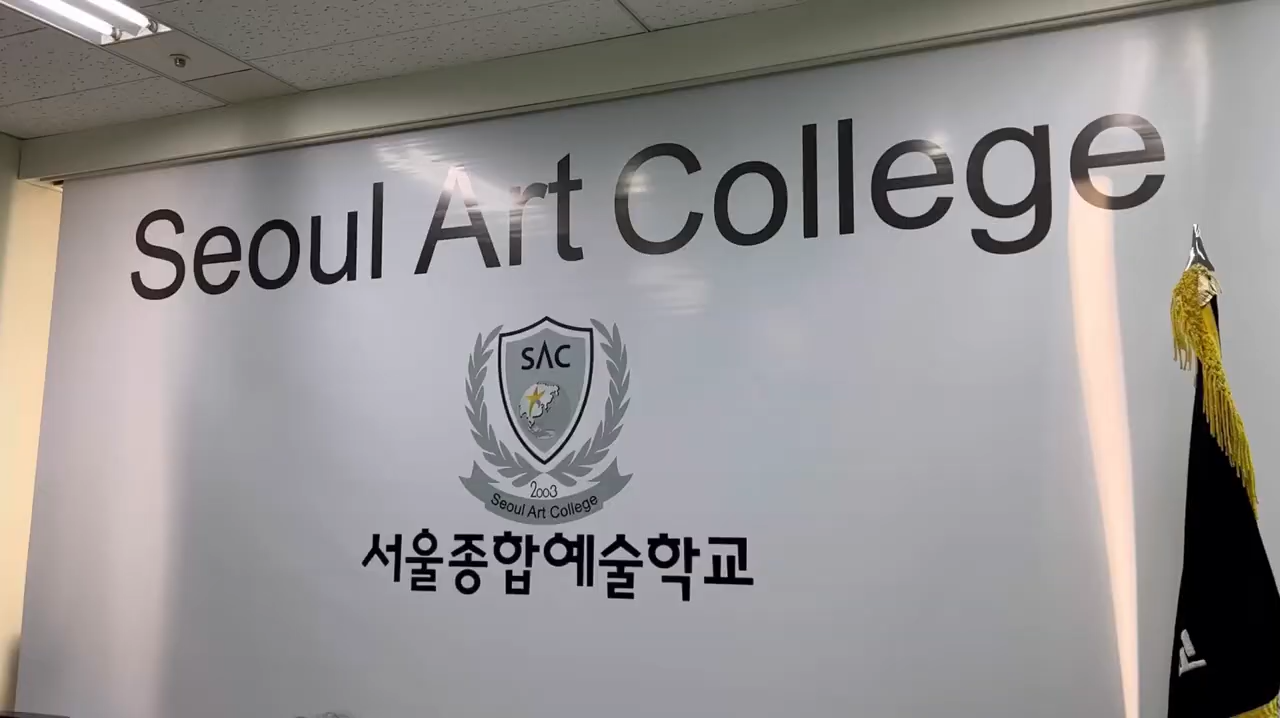 Seoul Art College
SAC
2003
Seoul Art College
서울종합예술학교